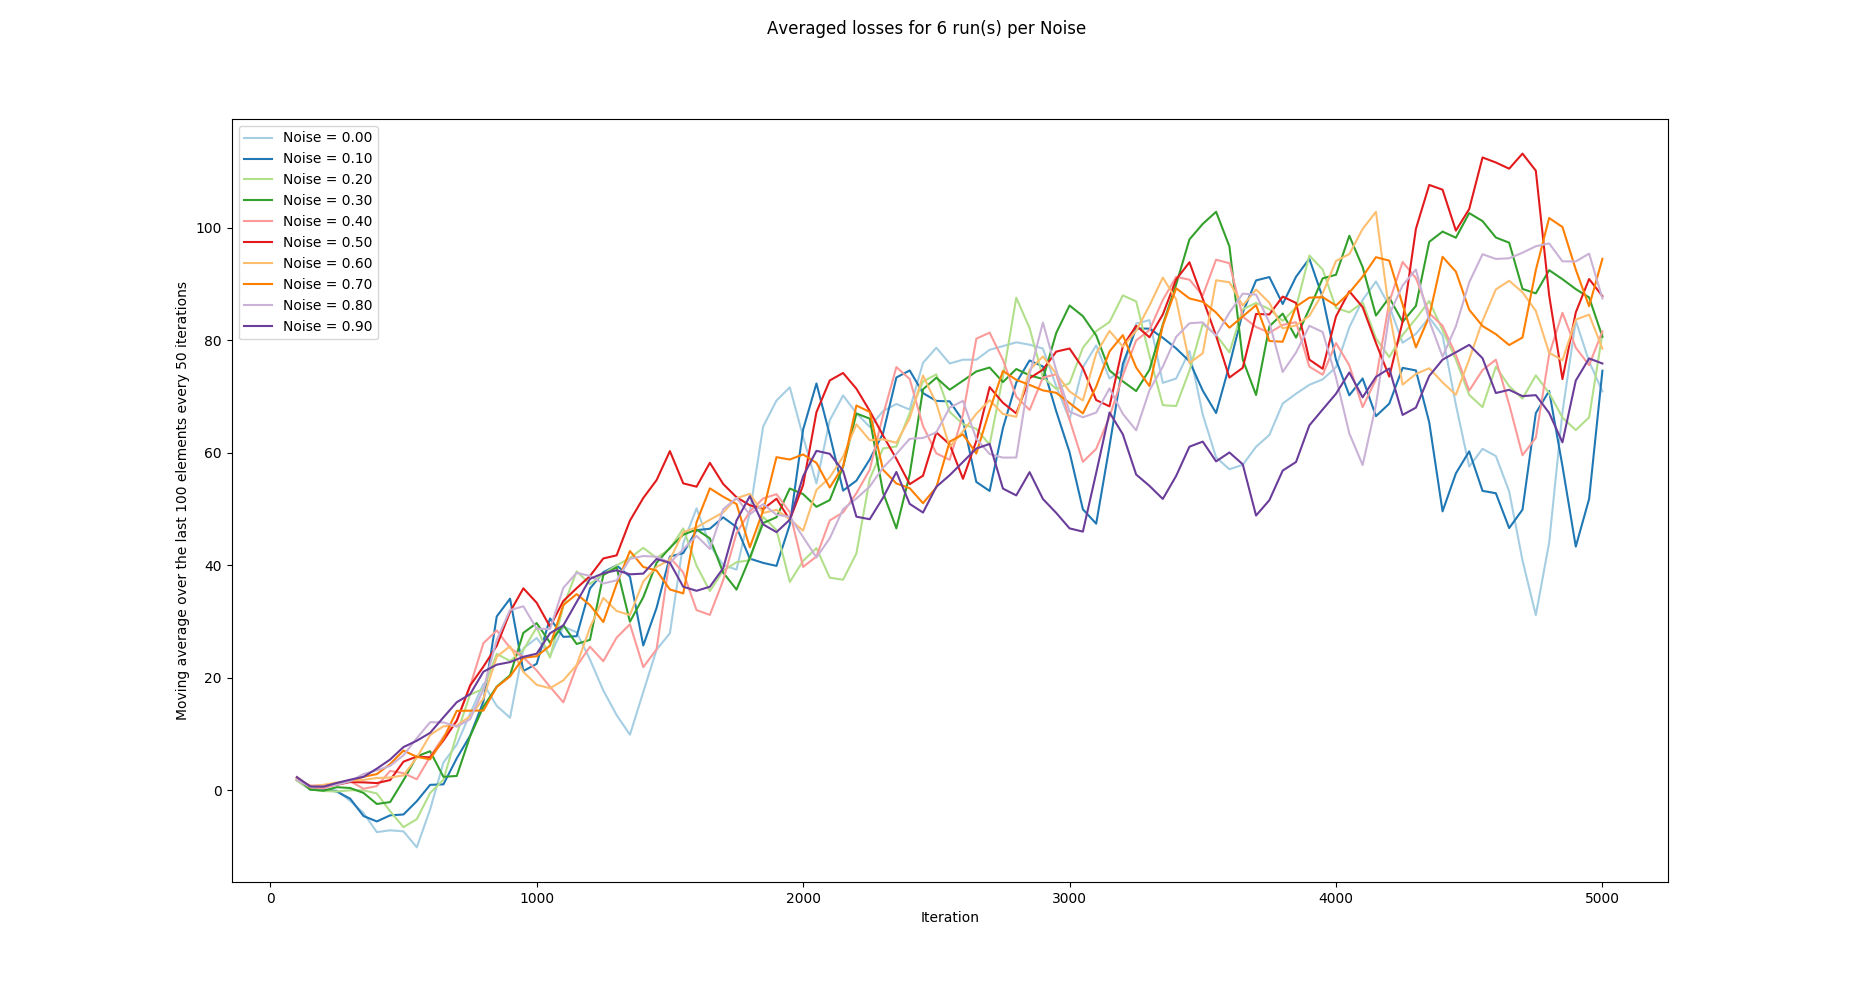 Averaged losses for 6 run(s) per Noise
Noise = 0.00
Noise = 0.10
Noise = 0.20
Noise = 0.30
Noise = 0.40
Noise = 0.50
Noise = 0.60
Noise = 0.70
Noise = 0.80
Noise = 0.90
Moving average over the last 100 elements every 50 iterations
100
80
60
40
20
0
0 1000 2000 3000 4000 5000
Iteration